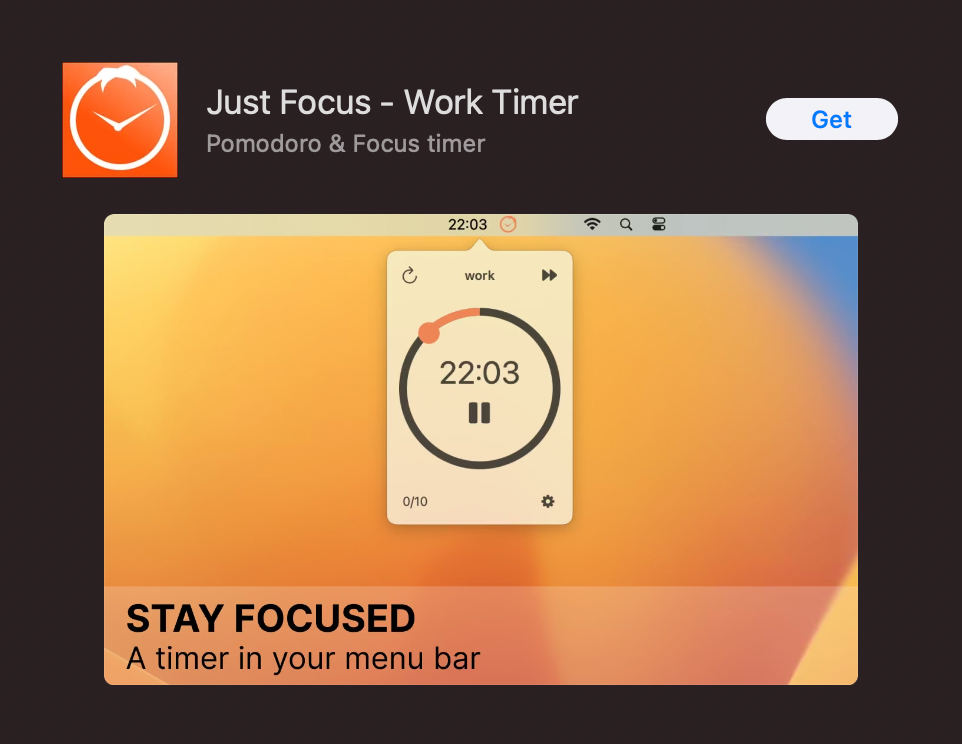 Just Focus - Work Timer
Pomodoro & Focus timer
Get
22:03
work
22:03
0/10
STAY FOCUSED
A timer in your menu bar